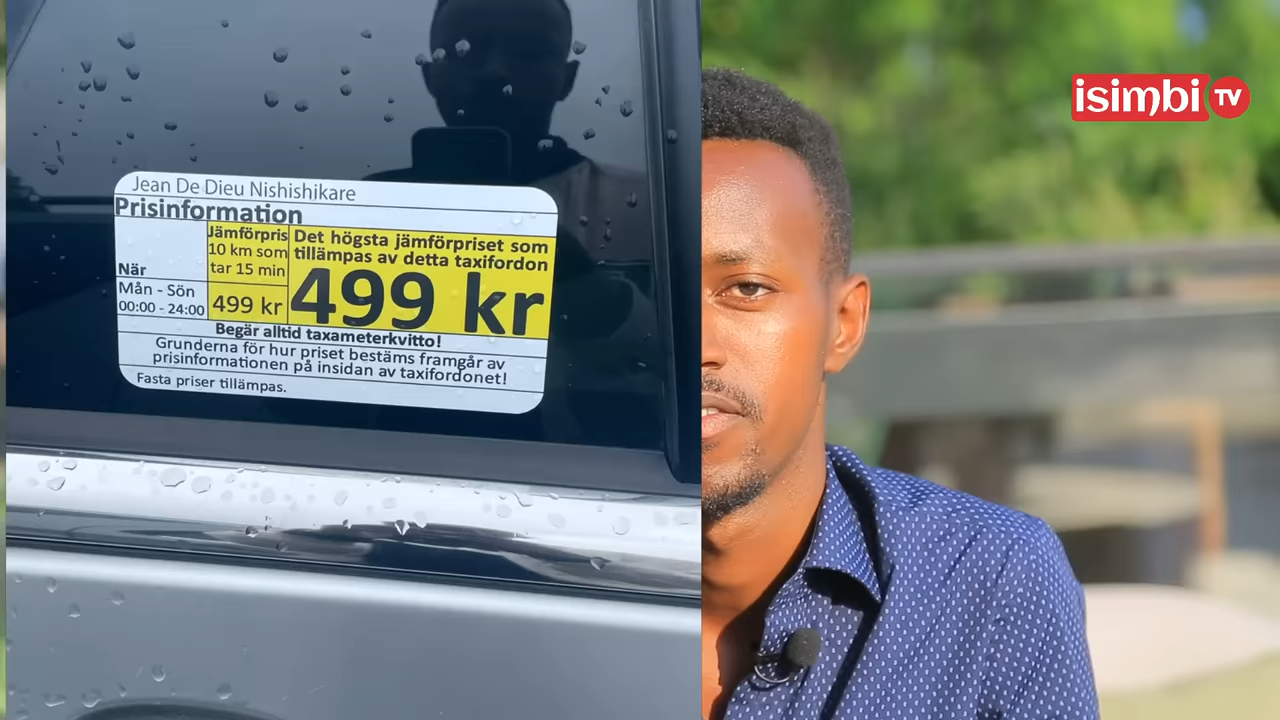 Jean De Dieu Nishishikare
Prisinformation
När
Mån - Sön
00:00 - 24:00
Jämförpris
10 km som
tar 15 min
499 kr
Det högsta jämförpriset som
tillämpas av detta taxifordon
499 kr
Begär alltid taxameterkvitto!
Grunderna för hur priset bestäms framgår av
prisinformationen på insidan av taxifordonet!
Fasta priser tillämpas.
isimbi TV